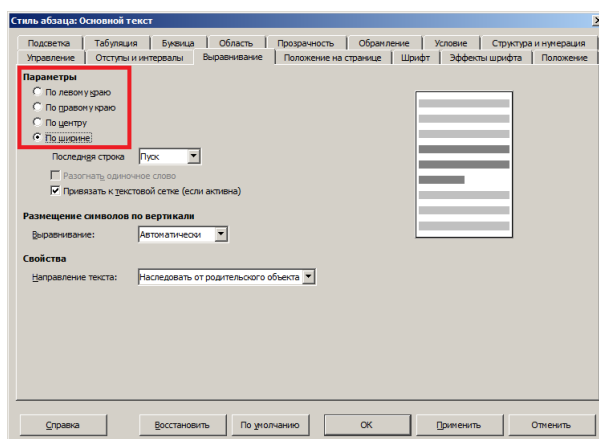 Стиль абзаца: Основной текст
Подсветка Табуляция Буквица Область Прозрачность Обрамление Условие Структура и нумерация
Управление Отступы и интервалы Выравнивание Положение на странице Шрифт Эффекты шрифта Положение
Параметры
По левому краю
По правому краю
По центру
По ширине
Последняя строка Пуск
Разогнать одиночное слово
Привязать к текстовой сетке (если активна)
Размещение символов по вертикали
Выравнивание: Автоматически
Свойства
Направление текста: Наследовать от родительского объекта
Справка Восстановить По умолчанию ОК Применить Отменить